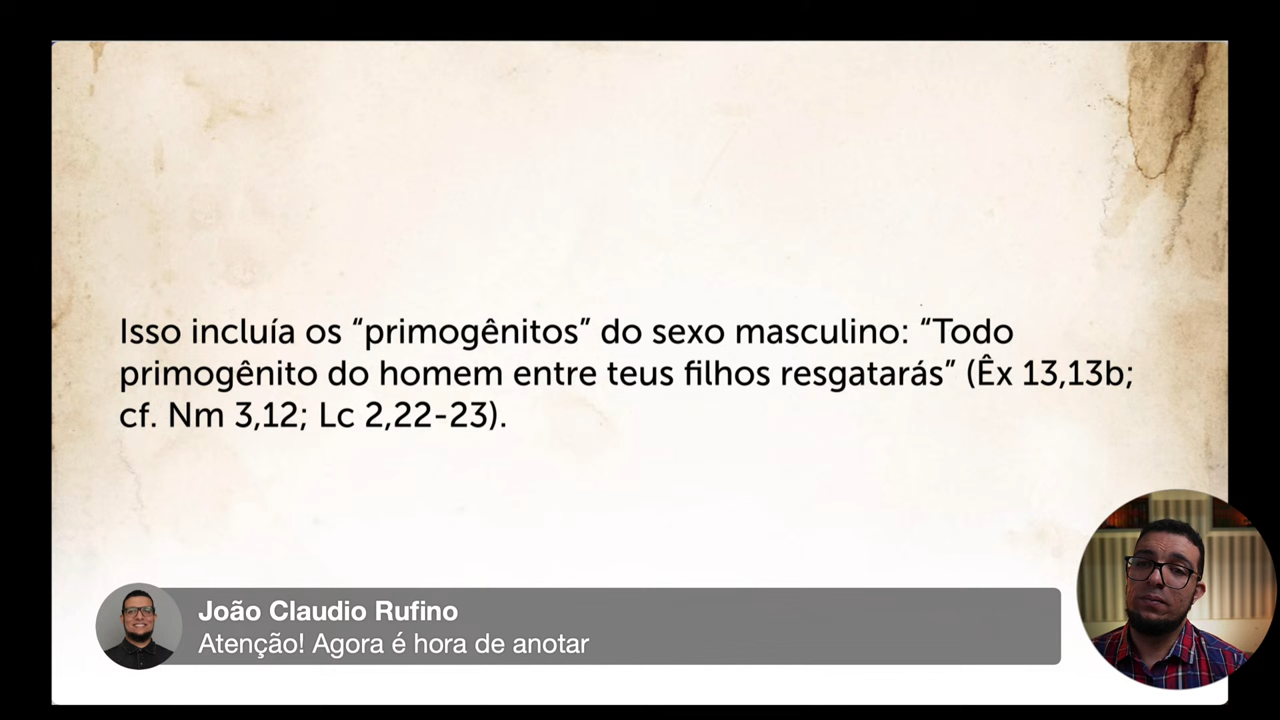 Isso incluía os “primogênitos” do sexo masculino: “Todo
primogênito do homem entre teus filhos resgatarás” (Êx 13,13b;
cf. Nm 3,12; Lc 2,22-23).
João Claudio Rufino
Atenção! Agora é hora de anotar